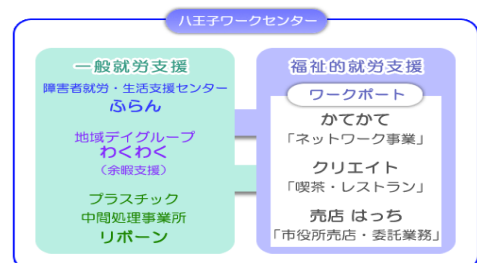 八王子ワークセンター
一般就労支援
障害者就労・生活支援センター
ふらん
地域デイグループ
わくわく
（余暇支援）
プラスチック
中間処理事業所
リボーン
福祉的就労支援
ワークポート
かてかて
「ネットワーク事業」
クリエイト
「喫茶・レストラン」
売店 はっち
「市役所売店・委託業務」